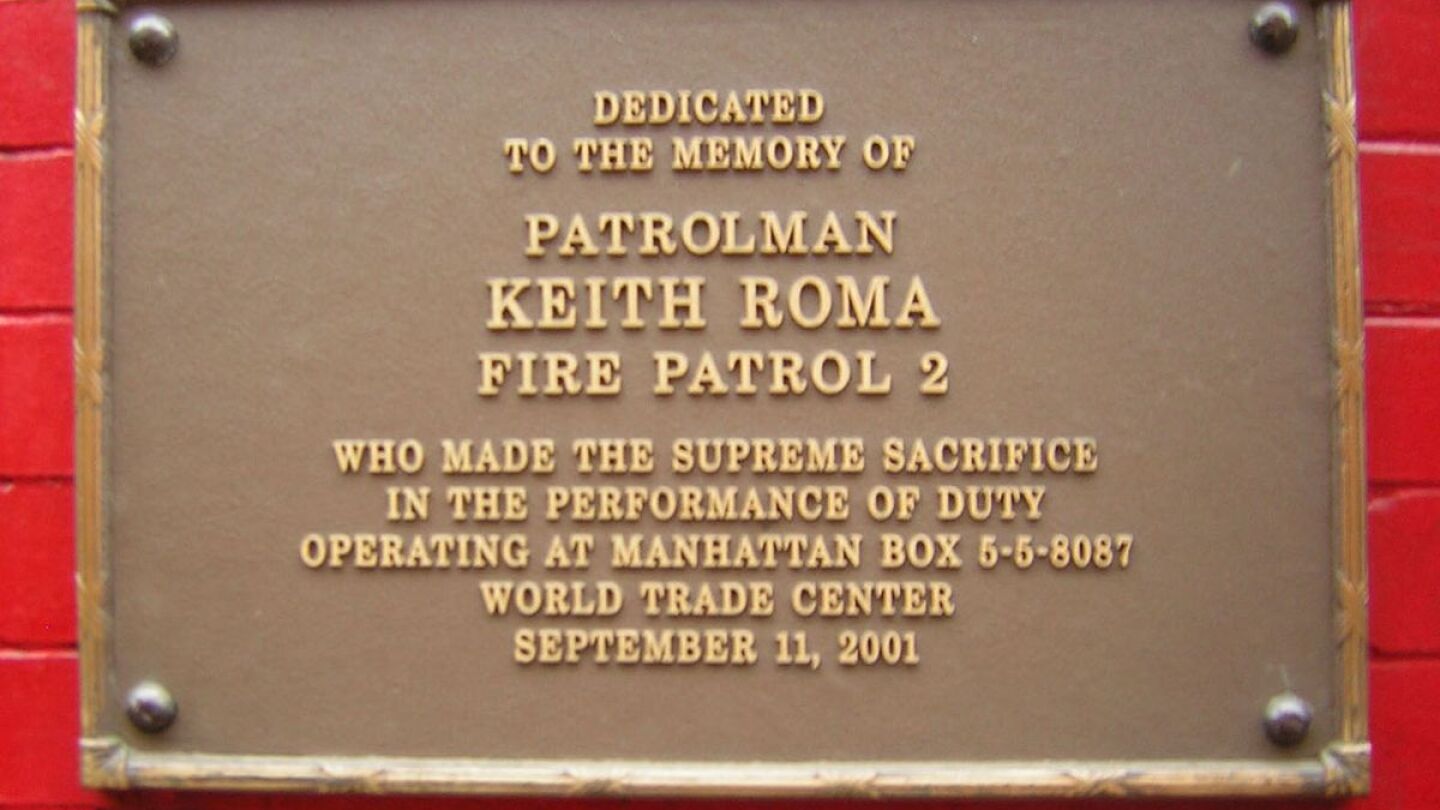 DEDICATED
TO THE MEMORY OF
PATROLMAN
KEITH ROMA
FIRE PATROL 2
WHO MADE THE SUPREME SACRIFICE
IN THE PERFORMANCE OF DUTY
OPERATING AT MANHATTAN BOX 5-5-8087
WORLD TRADE CENTER
SEPTEMBER 11, 2001